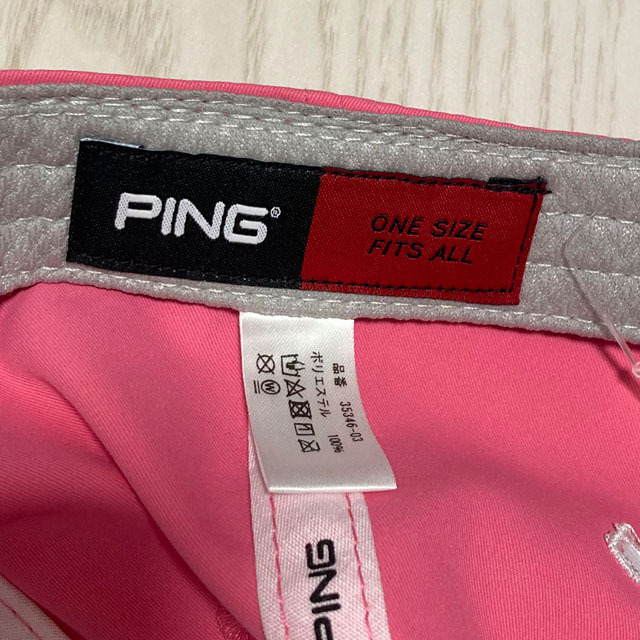 PING®
ONE SIZE
FITS ALL
品番 35346-03
ポリエステル 100%
W
PING